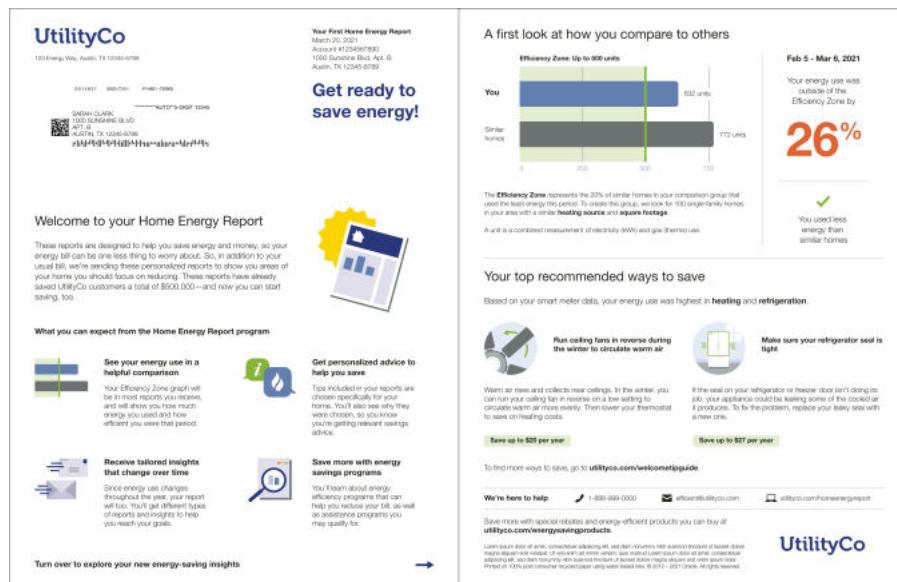 UtilityCo
120 Energy Way, Austin, TX 12345-6789
SARAH CLARK
1000 SUNSHINE BLVD
APT. B
AUSTIN, TX 12345-6789
Your First Home Energy Report
March 20, 2021
Account #1234567890
1000 Sunshine Blvd, Apt. B
Austin, TX 12345-6789
Get ready to
save energy!
Welcome to your Home Energy Report
These reports are designed to help you save energy and money, so your
energy bill can be one less thing to worry about. So, in addition to your
usual bill, we're sending these personalized reports to show you areas of
your home you should focus on reducing. These reports have already
saved UtilityCo customers a total of $500,000—and now you can start
saving, too.
What you can expect from the Home Energy Report program
See your energy use in a
helpful comparison
Your Efficiency Zone graph will
be in most reports you receive,
and will show you how much
energy you used and how
efficient you were that period.
Get personalized advice to
help you save
Tips included in your reports are
chosen specifically for your
home. You'll also see why they
were chosen, so you know
you're getting relevant savings
advice.
Receive tailored insights
that change over time
Since energy use changes
throughout the year, your report
will too. You'll get different types
of reports and insights to help
you reach your goals.
Save more with energy
savings programs
You'll learn about energy
efficiency programs that can
help you reduce your bill, as well
as assistance programs you
may qualify for.
Turn over to explore your new energy-saving insights
A first look at how you compare to others
Efficiency Zone: Up to 500 units
You
632 units
Similar
homes
772 units
0 250 500 750
The Efficiency Zone represents the 20% of similar homes in your comparison group that
used the least energy this period. To create this group, we look for 100 single-family homes
in your area with a similar heating source and square footage.
A unit is a combined measurement of electricity (kWh) and gas (therms) use.
Feb 5 - Mar 6, 2021
Your energy use was
outside of the
Efficiency Zone by
26%
You used less
energy than
similar homes
Your top recommended ways to save
Based on your smart meter data, your energy use was highest in heating and refrigeration.
Run ceiling fans in reverse during
the winter to circulate warm air
Warm air rises and collects near ceilings. In the winter, you
can run your ceiling fan in reverse on a low setting to
circulate warm air more evenly. Then lower your thermostat
to save on heating costs.
Save up to $20 per year
Make sure your refrigerator seal is
tight
If the seal on your refrigerator or freezer door isn't doing its
job, your appliance could be leaking some of the cooled air
it produces. To fix the problem, replace your leaky seal with
a new one.
Save up to $27 per year
To find more ways to save, go to utilityco.com/welcometipguide.
We're here to help
1-888-999-0000
efficient@utilityco.com
utilityco.com/homeenergyreport
Save more with special rebates and energy-efficient products you can buy at
utilityco.com/energysavingproducts.
Printed on 100% post-consumer recycled paper using water based inks. © 2012 – 2021 Oracle. All rights reserved.
UtilityCo